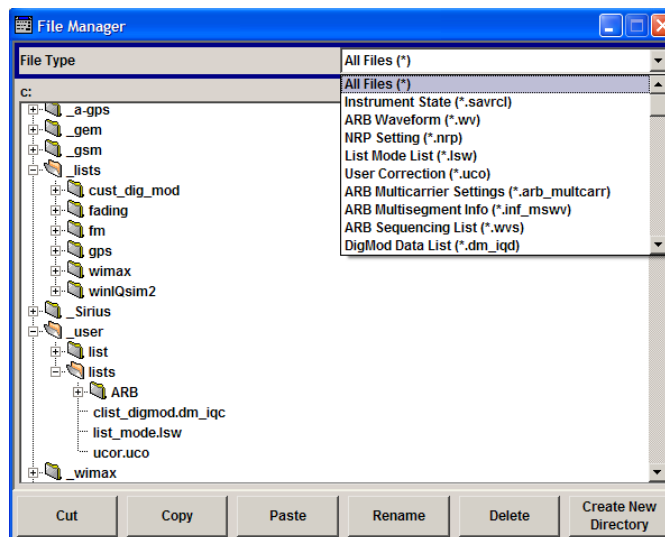 File Manager
File Type
All Files (*)
c:
All Files (*)
Instrument State (*.savrcl)
ARB Waveform (*.wv)
NRP Setting (*.nrp)
List Mode List (*.lsw)
User Correction (*.uco)
ARB Multicarrier Settings (*.arb_multcarr)
ARB Multisegment Info (*.inf_mswv)
ARB Sequencing List (*.wvs)
DigMod Data List (*.dm_iqd)
_a-gps
_gem
_gsm
_lists
cust_dig_mod
fading
fm
gps
wimax
winIQsim2
_Sirius
_user
list
lists
ARB
clist_digmod.dm_iqc
list_mode.lsw
ucor.uco
_wimax
Cut
Copy
Paste
Rename
Delete
Create New
Directory